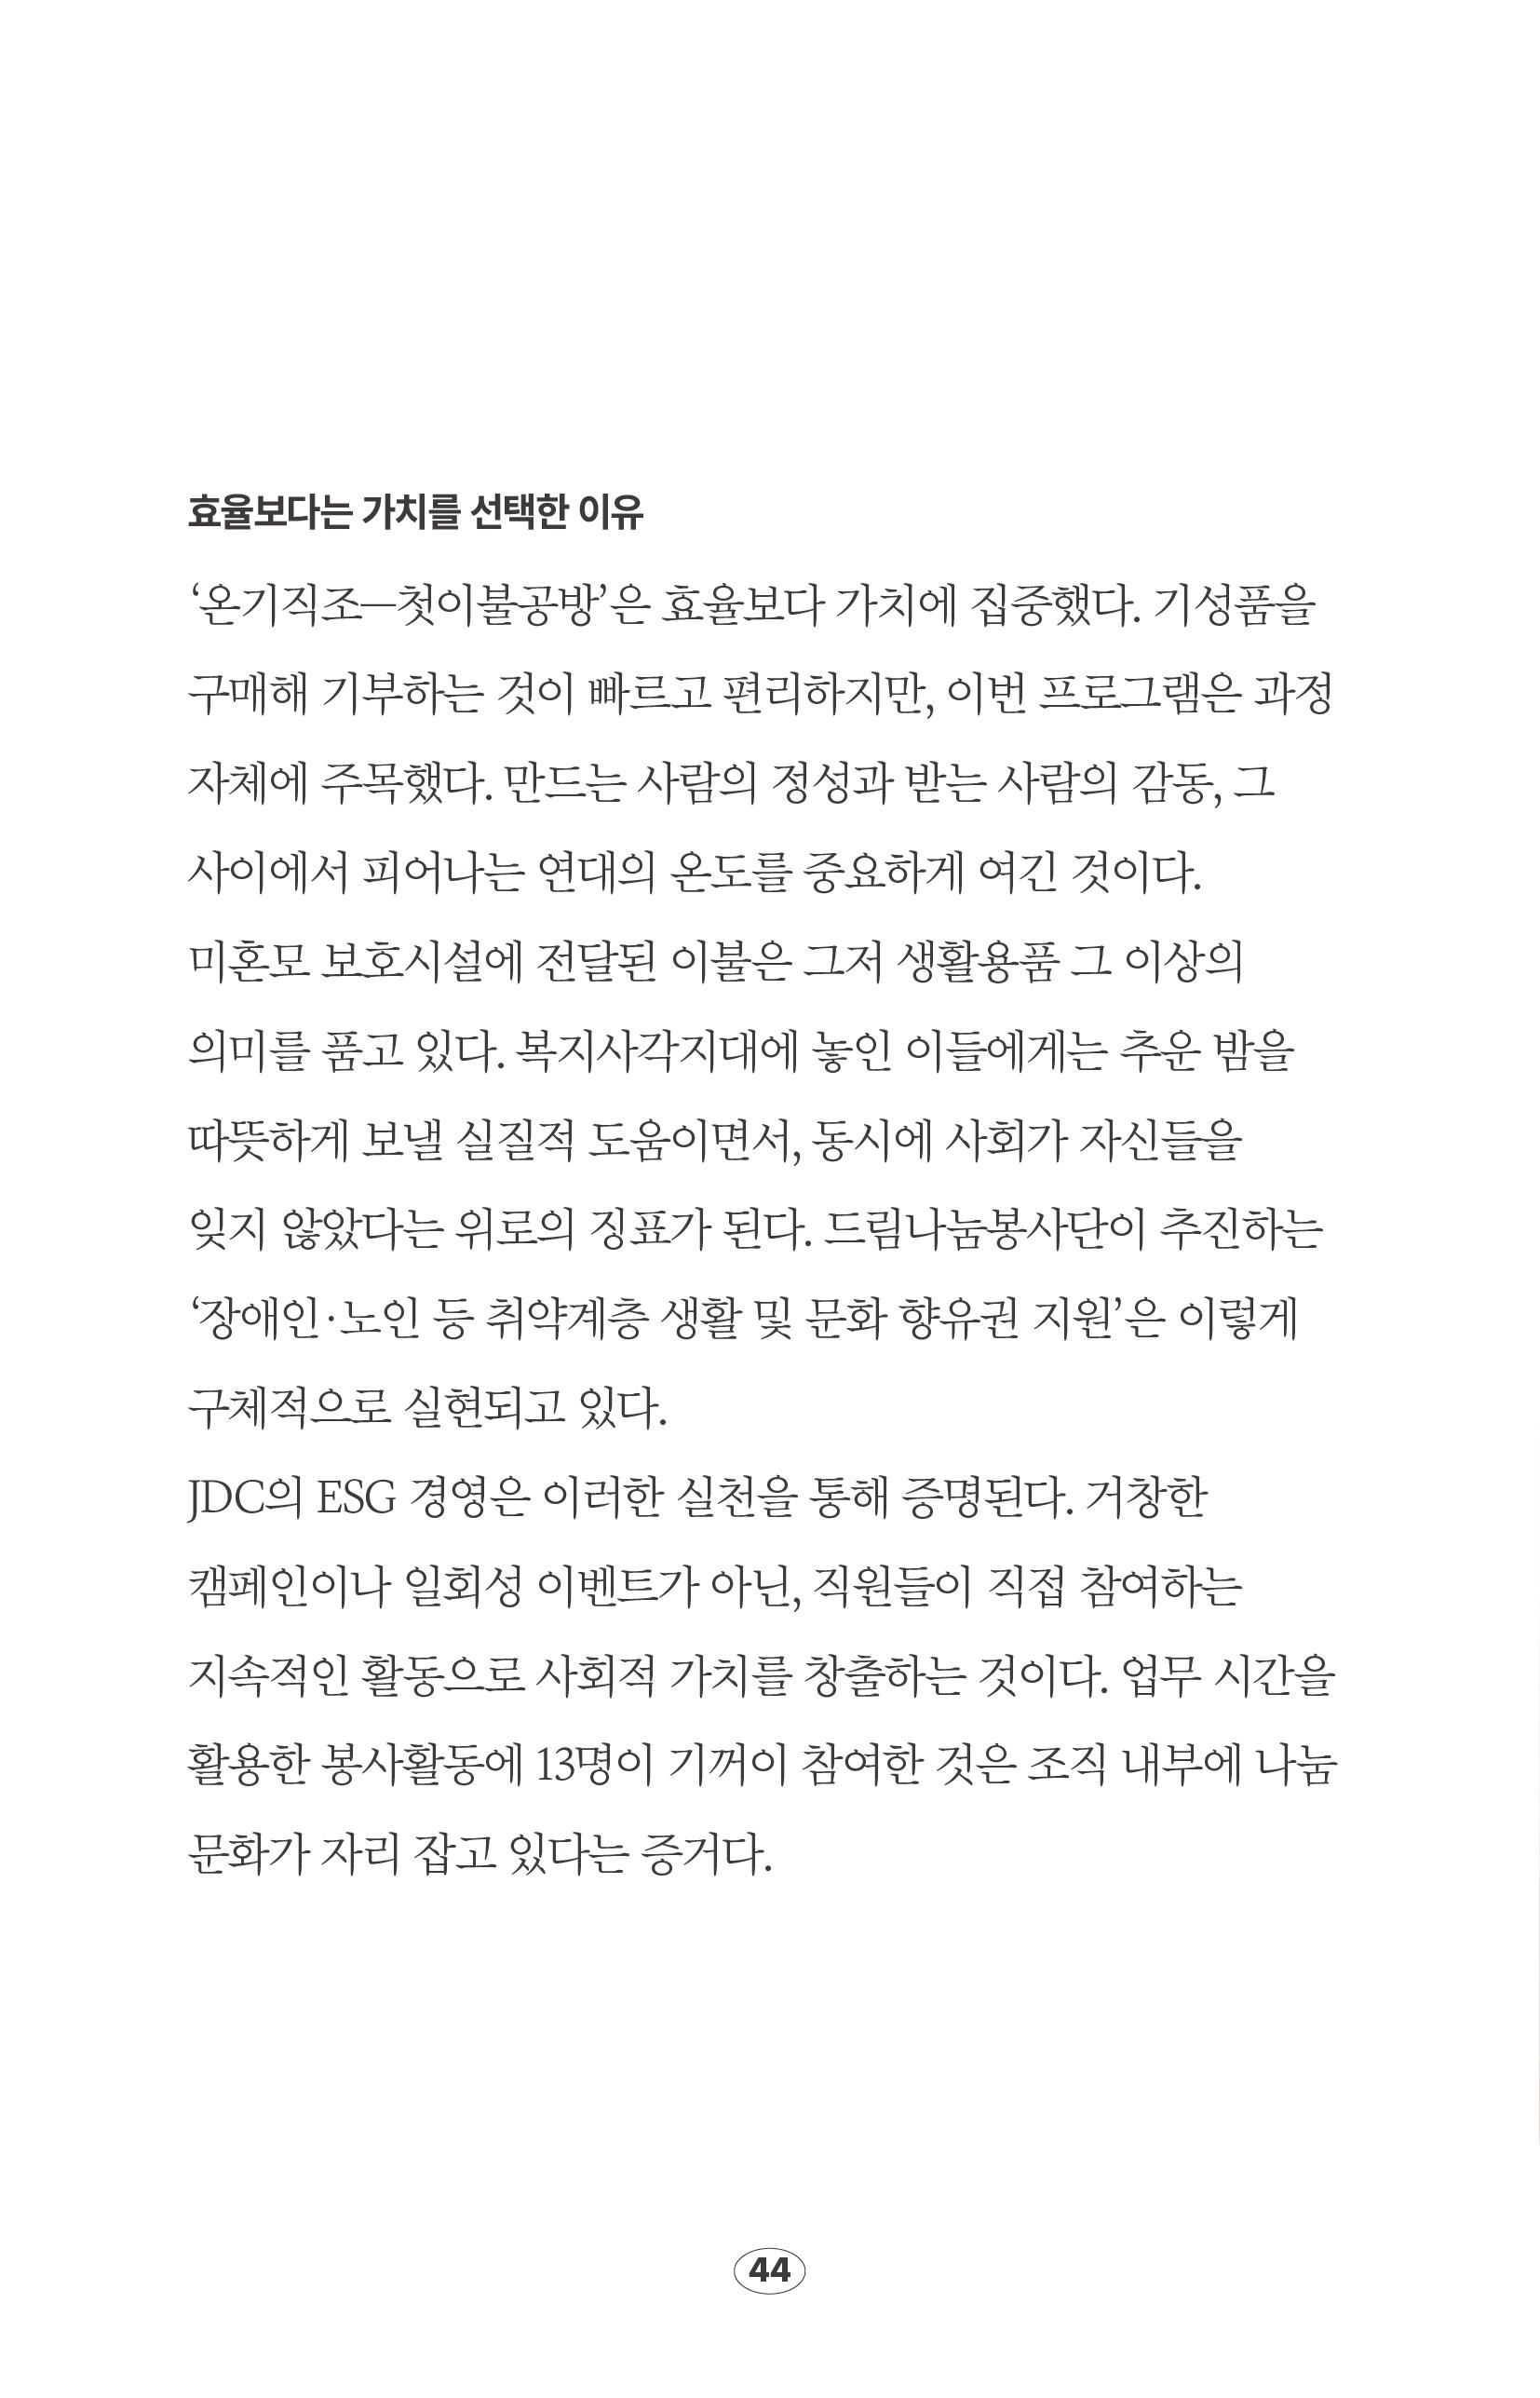 효율보다는 가치를 선택한 이유
‘온기직조—첫이불공방’은 효율보다 가치에 집중했다. 기성품을
구매해 기부하는 것이 빠르고 편리하지만, 이번 프로그램은 과정
자체에 주목했다. 만드는 사람의 정성과 받는 사람의 감동, 그
사이에서 피어나는 연대의 온도를 중요하게 여긴 것이다.
미혼모 보호시설에 전달된 이불은 그저 생활용품 그 이상의
의미를 품고 있다. 복지사각지대에 놓인 이들에게는 추운 밤을
따뜻하게 보낼 실질적 도움이면서, 동시에 사회가 자신들을
잊지 않았다는 위로의 징표가 된다. 드림나눔봉사단이 추진하는
‘장애인·노인 등 취약계층 생활 및 문화 향유권 지원’은 이렇게
구체적으로 실현되고 있다.
JDC의 ESG 경영은 이러한 실천을 통해 증명된다. 거창한
캠페인이나 일회성 이벤트가 아닌, 직원들이 직접 참여하는
지속적인 활동으로 사회적 가치를 창출하는 것이다. 업무 시간을
활용한 봉사활동에 13명이 기꺼이 참여한 것은 조직 내부에 나눔
문화가 자리 잡고 있다는 증거다.
44